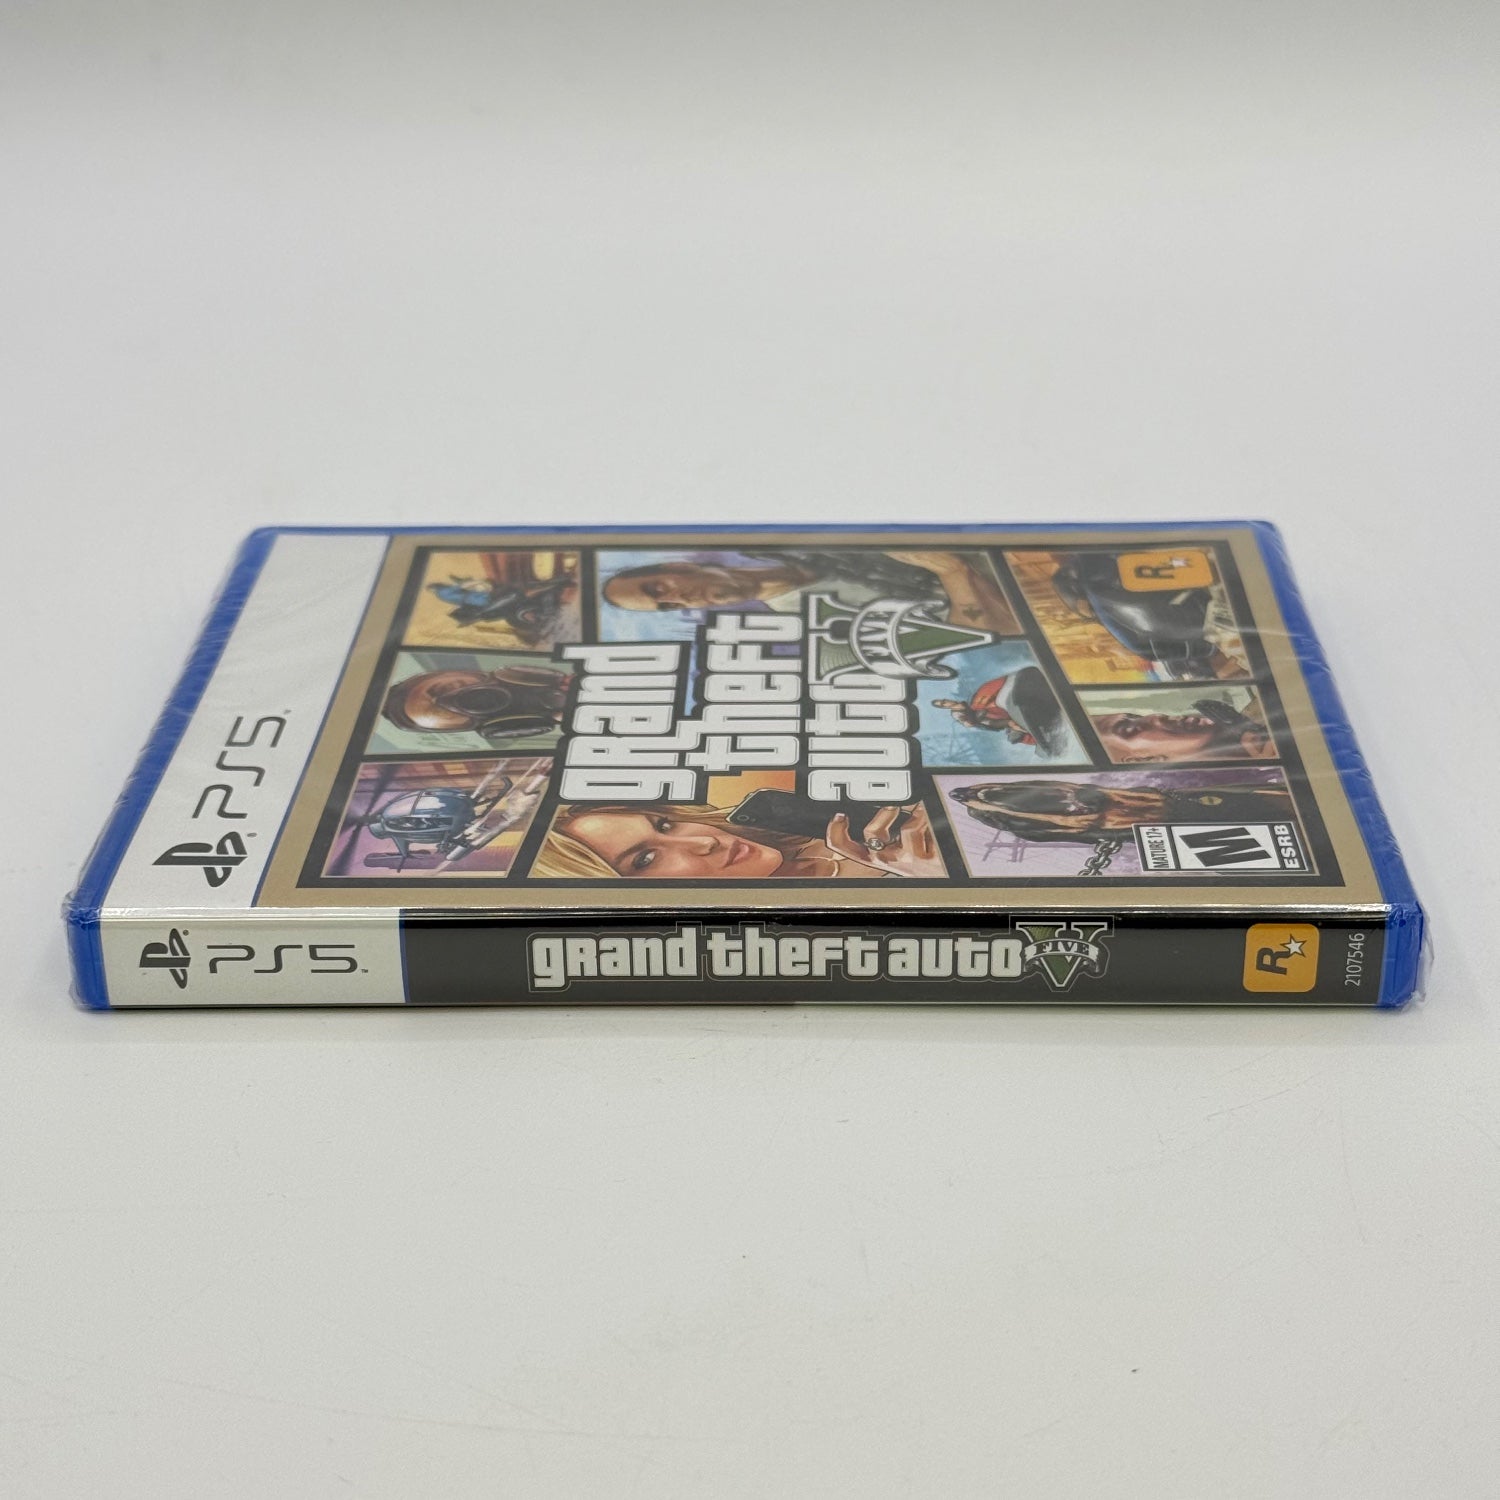 PS5
grand
theft
auto
FIVE
R
MATURE 17+
M
ESRB
PS5
grand theft auto V
FIVE
R
2107546